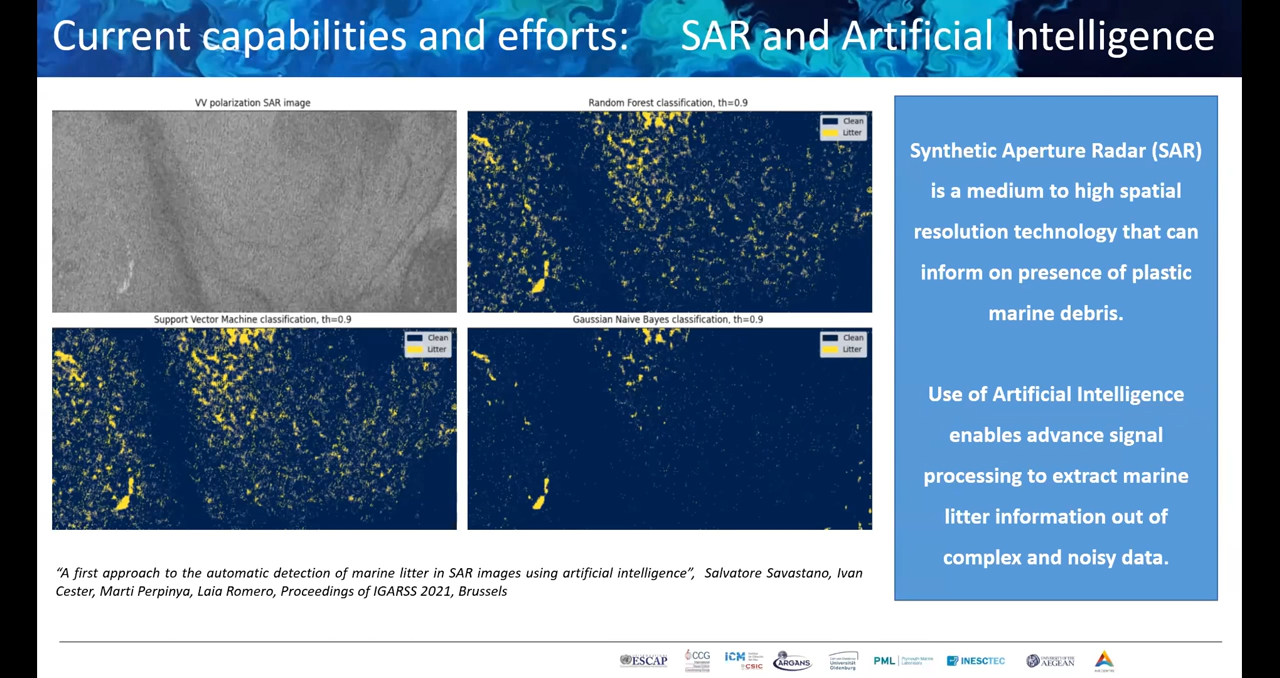 Current capabilities and efforts: SAR and Artificial Intelligence
VV polarization SAR image
Random Forest classification, th=0.9
Clean
Litter
Support Vector Machine classification, th=0.9
Clean
Litter
Gaussian Naive Bayes classification, th=0.9
Clean
Litter
Synthetic Aperture Radar (SAR)
is a medium to high spatial
resolution technology that can
inform on presence of plastic
marine debris.
Use of Artificial Intelligence
enables advance signal
processing to extract marine
litter information out of
complex and noisy data.
“A first approach to the automatic detection of marine litter in SAR images using artificial intelligence”, Salvatore Savastano, Ivan
Cester, Marti Perpinya, Laia Romero, Proceedings of IGARSS 2021, Brussels
ESCAP
CCG
ICM
CSIC
ARGANS
Universität
Oldenburg
PML
Plymouth Marine
Laboratory
INESCTEC
UNIVERSITY OF THE
AEGEAN